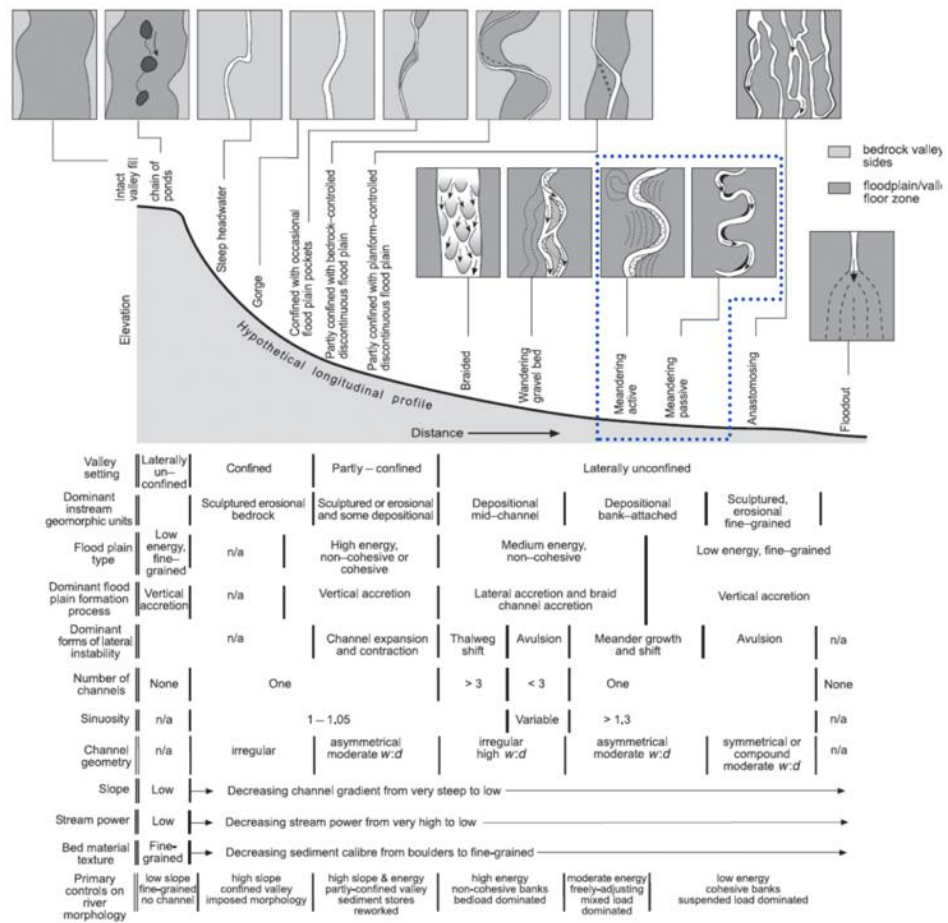 bedrock valley
sides
floodplain/vall
floor zone
Intact valley fill
chain of
ponds
Steep headwater
Gorge
Confined with occasional
flood plain pockets
Partly confined with bedrock-controlled
discontinuous flood plain
Partly confined with planform-controlled
discontinuous flood plain
Braided
Wandering
gravel bed
Meandering
active
Meandering
passive
Anastomosing
Floodout
Elevation
Hypothetical longitudinal profile
Distance
Valley
setting
Laterally
un–
confined
Confined
Partly – confined
Laterally unconfined
Dominant
instream
geomorphic units
Sculptured erosional
bedrock
Sculptured or erosional
and some depositional
Depositional
mid–channel
Depositional
bank–attached
Sculptured,
erosional
fine–grained
Flood plain
type
Low
energy,
fine–
grained
n/a
High energy,
non–cohesive or
cohesive
Medium energy,
non–cohesive
Low energy, fine–grained
Dominant flood
plain formation
process
Vertical
accretion
n/a
Vertical accretion
Lateral accretion and braid
channel accretion
Vertical accretion
Dominant
forms of lateral
instability
n/a
Channel expansion
and contraction
Thalweg
shift
Avulsion
Meander growth
and shift
Avulsion
n/a
Number of
channels
None
One
> 3
< 3
One
None
Sinuosity
n/a
1 – 1.05
Variable
> 1.3
n/a
Channel
geometry
n/a
irregular
asymmetrical
moderate w:d
irregular
high w:d
asymmetrical
moderate w:d
symmetrical or
compound
moderate w:d
n/a
Slope
Low
Decreasing channel gradient from very steep to low
Stream power
Low
Decreasing stream power from very high to low
Bed material
texture
Fine-
grained
Decreasing sediment calibre from boulders to fine-grained
Primary
controls on
river morphology
low slope
fine-grained
no channel
high slope
confined valley
imposed morphology
high slope & energy
partly-confined valley
sediment stores
reworked
high energy
non-cohesive banks
bedload dominated
moderate energy
freely-adjusting
mixed load
dominated
low energy
cohesive banks
suspended load dominated